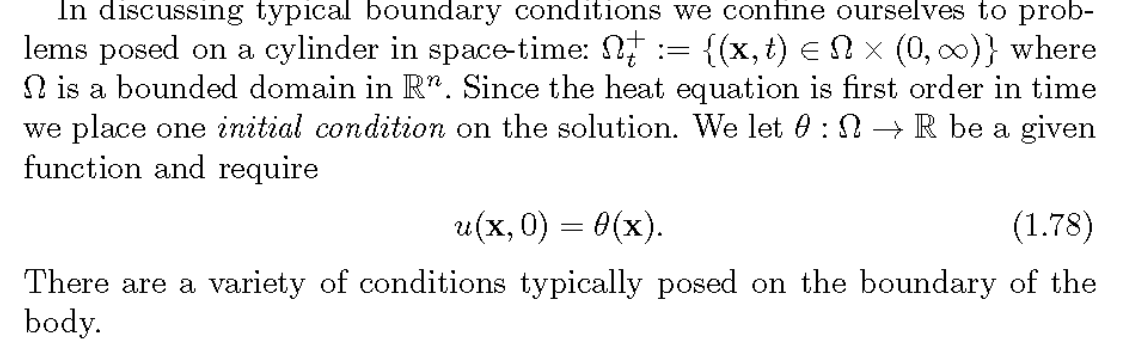 In discussing typical boundary conditions we confine ourselves to prob-
lems posed on a cylinder in space-time: Ω⁺ₜ := {(𝐱, t) ∈ Ω × (0, ∞)} where
Ω is a bounded domain in ℝⁿ. Since the heat equation is first order in time
we place one initial condition on the solution. We let θ : Ω → ℝ be a given
function and require
u(𝐱, 0) = θ(𝐱). (1.78)
There are a variety of conditions typically posed on the boundary of the
body.